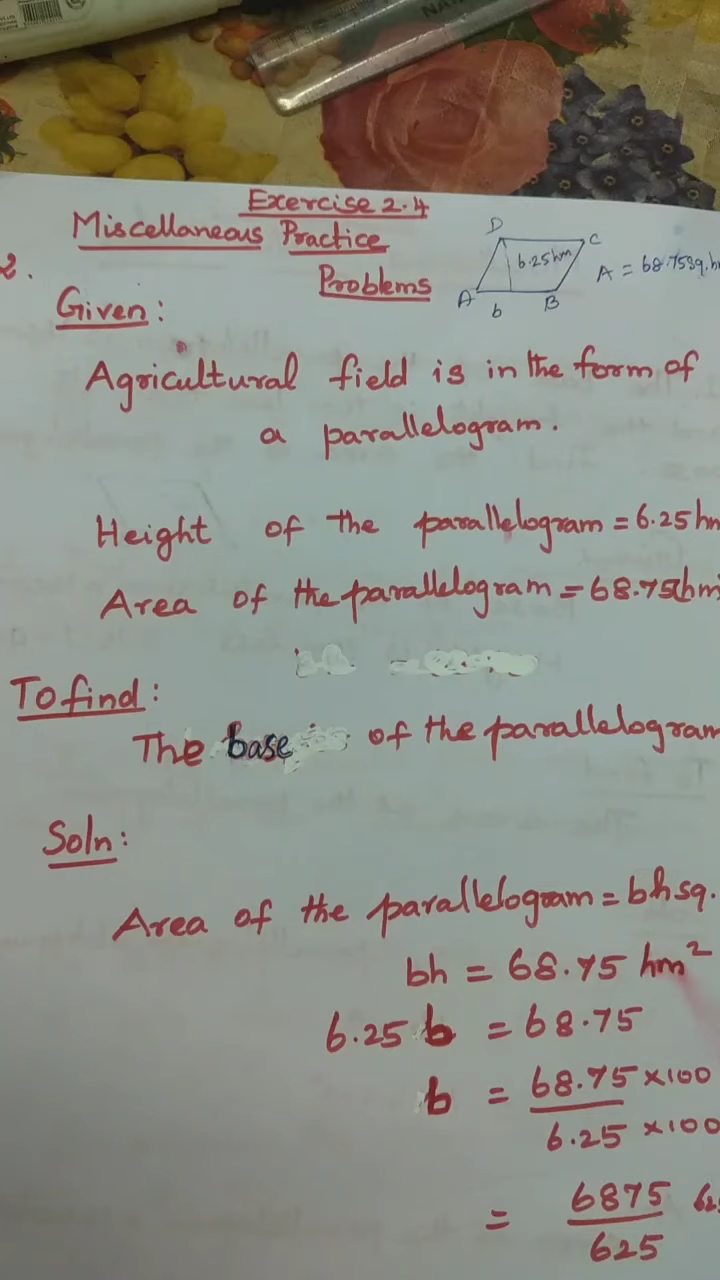 Exercise 2.4
Miscellaneous Practice
Problems
2.
D
C
6.25hm
A = 68.75sq.h
A
b
B
Given:
Agricultural field is in the form of
a parallelogram.
Height of the parallelogram = 6.25 hm
Area of the parallelogram = 68.75 hm
To find:
The base of the parallelogram
Soln:
Area of the parallelogram = bh sq.
bh = 68.75 hm²
6.25 b = 68.75
b = 68.75 × 100
6.25 × 100
= 6875
625